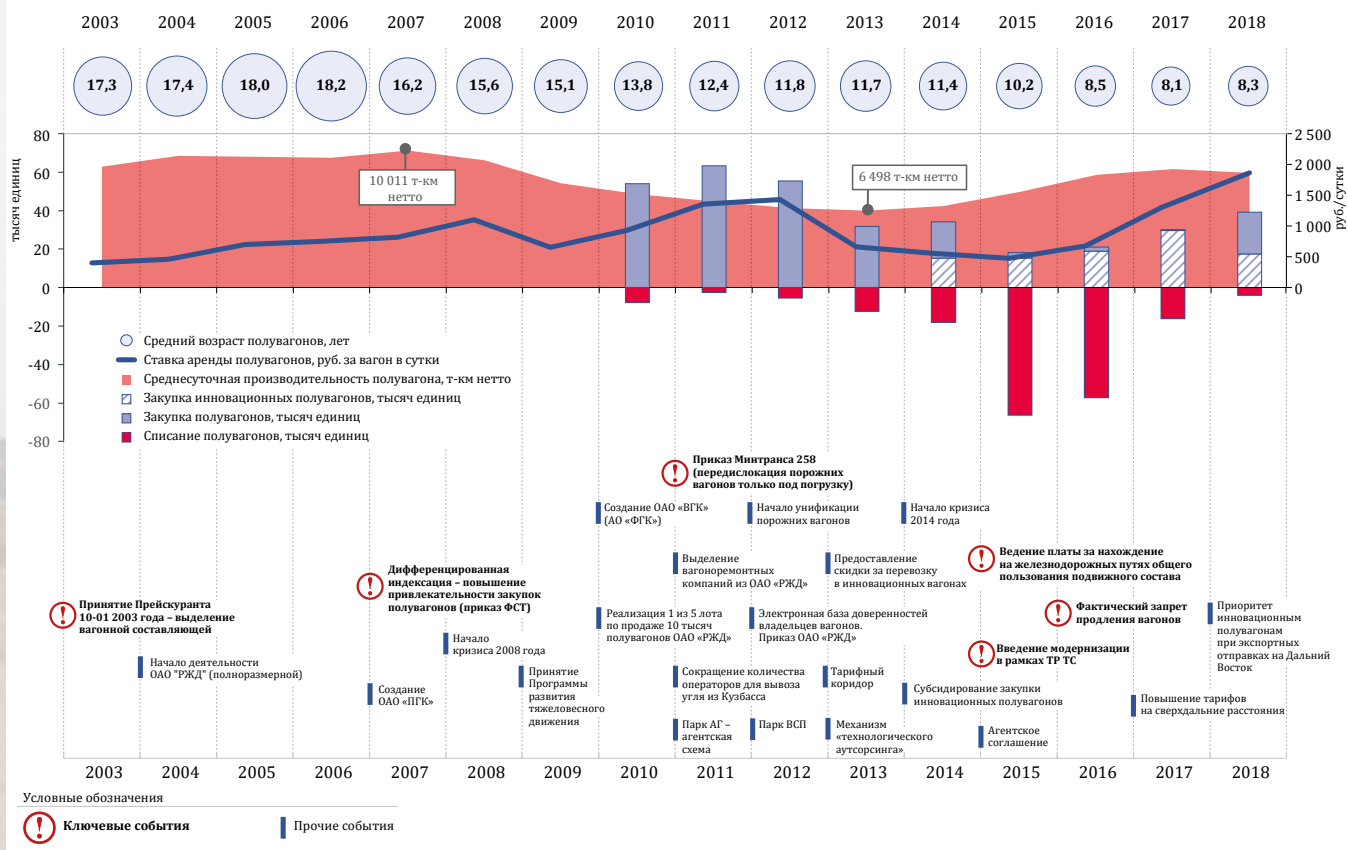 2003 2004 2005 2006 2007 2008 2009 2010 2011 2012 2013 2014 2015 2016 2017 2018
17,3 17,4 18,0 18,2 16,2 15,6 15,1 13,8 12,4 11,8 11,7 11,4 10,2 8,5 8,1 8,3
тысяч единиц
80
60
40
20
0
-20
-40
-60
-80
2 500
2 000
1 500
1 000
500
0
руб./сутки
10 011 т-км
нетто
6 498 т-км нетто
Средний возраст полувагонов, лет
Ставка аренды полувагонов, руб. за вагон в сутки
Среднесуточная производительность полувагона, т-км нетто
Закупка инновационных полувагонов, тысяч единиц
Закупка полувагонов, тысяч единиц
Списание полувагонов, тысяч единиц
Принятие Прейскуранта
10-01 2003 года – выделение
вагонной составляющей
Начало деятельности
ОАО "РЖД" (полноразмерной)
Дифференцированная
индексация – повышение
привлекательности закупок
полувагонов (приказ ФСТ)
Создание
ОАО «ПГК»
Начало
кризиса 2008 года
Принятие
Программы
развития
тяжеловесного
движения
Приказ Минтранса 258
(передислокация порожних
вагонов только под погрузку)
Создание ОАО «ВГК»
(АО «ФГК»)
Начало унификации
порожних вагонов
Начало кризиса
2014 года
Выделение
вагоноремонтных
компаний из ОАО «РЖД»
Предоставление
скидки за перевозку
в инновационных вагонах
Реализация 1 из 5 лота
по продаже 10 тысяч
полувагонов ОАО «РЖД»
Электронная база доверенностей
владельцев вагонов.
Приказ ОАО «РЖД»
Сокращение количества
операторов для вывоза
угля из Кузбасса
Тарифный
коридор
Парк АГ –
агентская
схема
Парк ВСП
Механизм
«технологического
аутсорсинга»
Ведение платы за нахождение
на железнодорожных путях общего
пользования подвижного состава
Фактический запрет
продления вагонов
Введение модернизации
в рамках ТР ТС
Субсидирование закупки
инновационных полувагонов
Агентское
соглашение
Приоритет
инновационным
полувагонам
при экспортных
отправках на Дальний
Восток
Повышение тарифов
на сверхдальние расстояния
2003 2004 2005 2006 2007 2008 2009 2010 2011 2012 2013 2014 2015 2016 2017 2018
Условные обозначения
Ключевые события
Прочие события